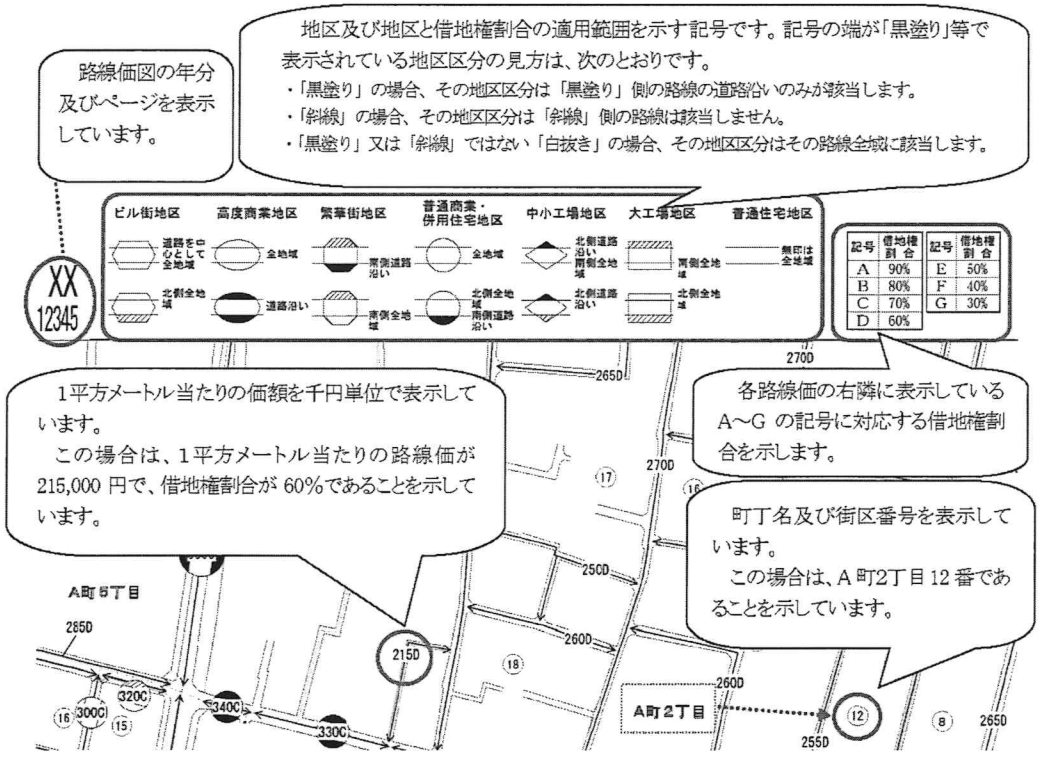 地区及び地区と借地権割合の適用範囲を示す記号です。記号の端が「黒塗り」等で
表示されている地区区分の見方は、次のとおりです。
・「黒塗り」の場合、その地区区分は「黒塗り」側の路線の道路沿いのみが該当します。
・「斜線」の場合、その地区区分は「斜線」側の路線は該当しません。
・「黒塗り」又は「斜線」ではない「白抜き」の場合、その地区区分はその路線全域に該当します。
路線価図の年分
及びページを表示
しています。
XX
12345
ビル街地区
道路を中
心として
全地域
北側全地
域
高度商業地区
全地域
道路沿い
繁華街地区
南側道路
沿い
南側全地
域
普通商業・
併用住宅地区
全地域
北側全地
域
南側道路
沿い
中小工場地区
北側道路
沿い
南側全地
域
北側道路
沿い
大工場地区
南側全地
域
北側全地
域
普通住宅地区
無印は
全地域
記号 借地権割合 記号 借地権割合
A 90% E 50%
B 80% F 40%
C 70% G 30%
D 60%
1平方メートル当たりの価額を千円単位で表示して
います。
この場合は、1平方メートル当たりの路線価が
215,000 円で、借地権割合が 60%であることを示して
います。
各路線価の右隣に表示している
A～G の記号に対応する借地権割
合を示します。
町丁名及び街区番号を表示して
います。
この場合は、A 町2丁目 12 番であ
ることを示しています。
270D
265D
270D
17
16
250D
260D
A町5丁目
285D
215D
18
260D
320C
340C
330C
300C
16
15
A町2丁目
12
8
265D
255D